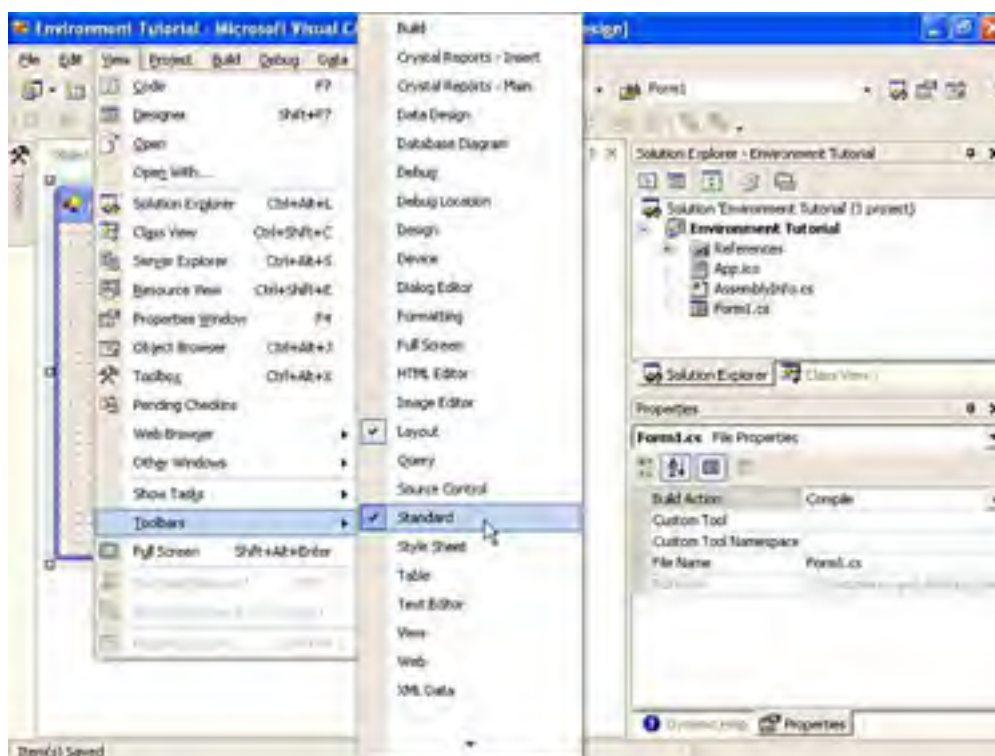 Environment Tutorial - Microsoft Visual C
sign]
File Edit View Project Build Debug Data
Form1
Code F7
Designer Shift+F7
Open
Open With...
Solution Explorer Ctrl+Alt+L
Class View Ctrl+Shift+C
Server Explorer Ctrl+Alt+S
Resource View Ctrl+Shift+E
Properties Window F4
Object Browser Ctrl+Alt+J
Toolbox Ctrl+Alt+X
Pending Checkins
Web Browser
Other Windows
Show Tasks
Toolbars
Full Screen Shift+Alt+Enter
Build
Crystal Reports - Insert
Crystal Reports - Main
Data Design
Database Diagram
Debug
Debug Location
Design
Device
Dialog Editor
Formatting
Full Screen
HTML Editor
Image Editor
Layout
Query
Source Control
Standard
Style Sheet
Table
Text Editor
View
Web
XML Data
Toolbox
Solution Explorer - Environment Tutorial
Solution 'Environment Tutorial' (1 project)
Environment Tutorial
References
App.ico
AssemblyInfo.cs
Form1.cs
Solution Explorer Class View
Properties
Form1.cs File Properties
Build Action Compile
Custom Tool
Custom Tool Namespace
File Name Form1.cs
Dynamic Help Properties
Item(s) Saved